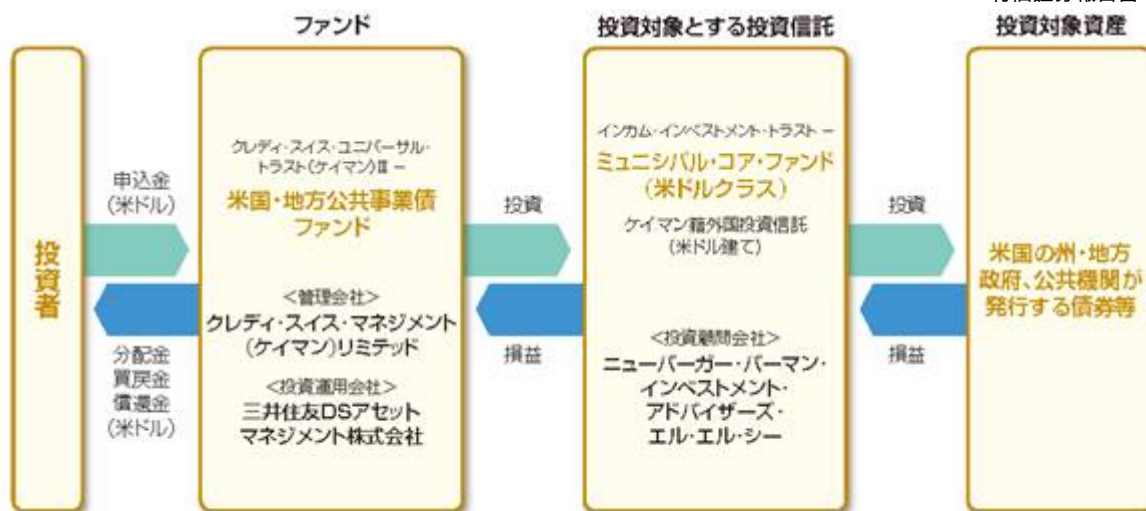 ファンド
投資対象とする投資信託
投資対象資産
投資者
申込金
(米ドル)
分配金
買戻金
償還金
(米ドル)
クレディ・スイス・ユニバーサル・
トラスト(ケイマン)Ⅱ －
米国・地方公共事業債
ファンド
<管理会社>
クレディ・スイス・マネジメント
(ケイマン)リミテッド
<投資運用会社>
三井住友DSアセット
マネジメント株式会社
投資
損益
インカム・インベストメント・トラスト －
ミュニシパル・コア・ファンド
(米ドルクラス)
ケイマン籍外国投資信託
(米ドル建て)
<投資顧問会社>
ニューバーガー・バーマン・
インベストメント・
アドバイザーズ・
エル・エル・シー
投資
損益
米国の州・地方
政府、公共機関が
発行する債券等